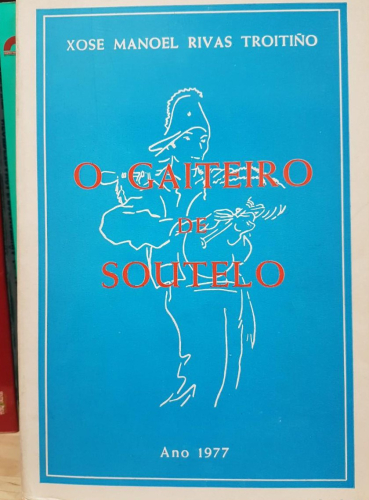 XOSE MANOEL RIVAS TROITIÑO
O GAITEIRO
DE
SOUTELO
Ano 1977